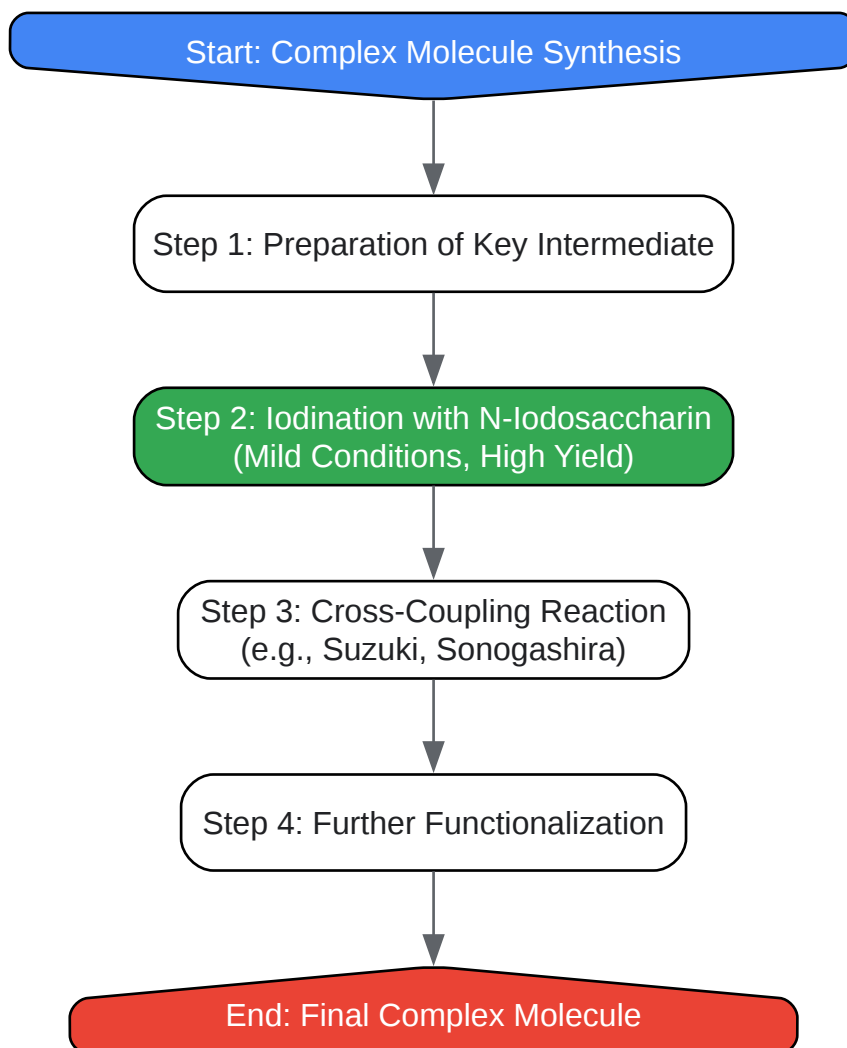 Start: Complex Molecule Synthesis
Step 1: Preparation of Key Intermediate
Step 2: Iodination with N-Iodosaccharin
(Mild Conditions, High Yield)
Step 3: Cross-Coupling Reaction
(e.g., Suzuki, Sonogashira)
Step 4: Further Functionalization
End: Final Complex Molecule